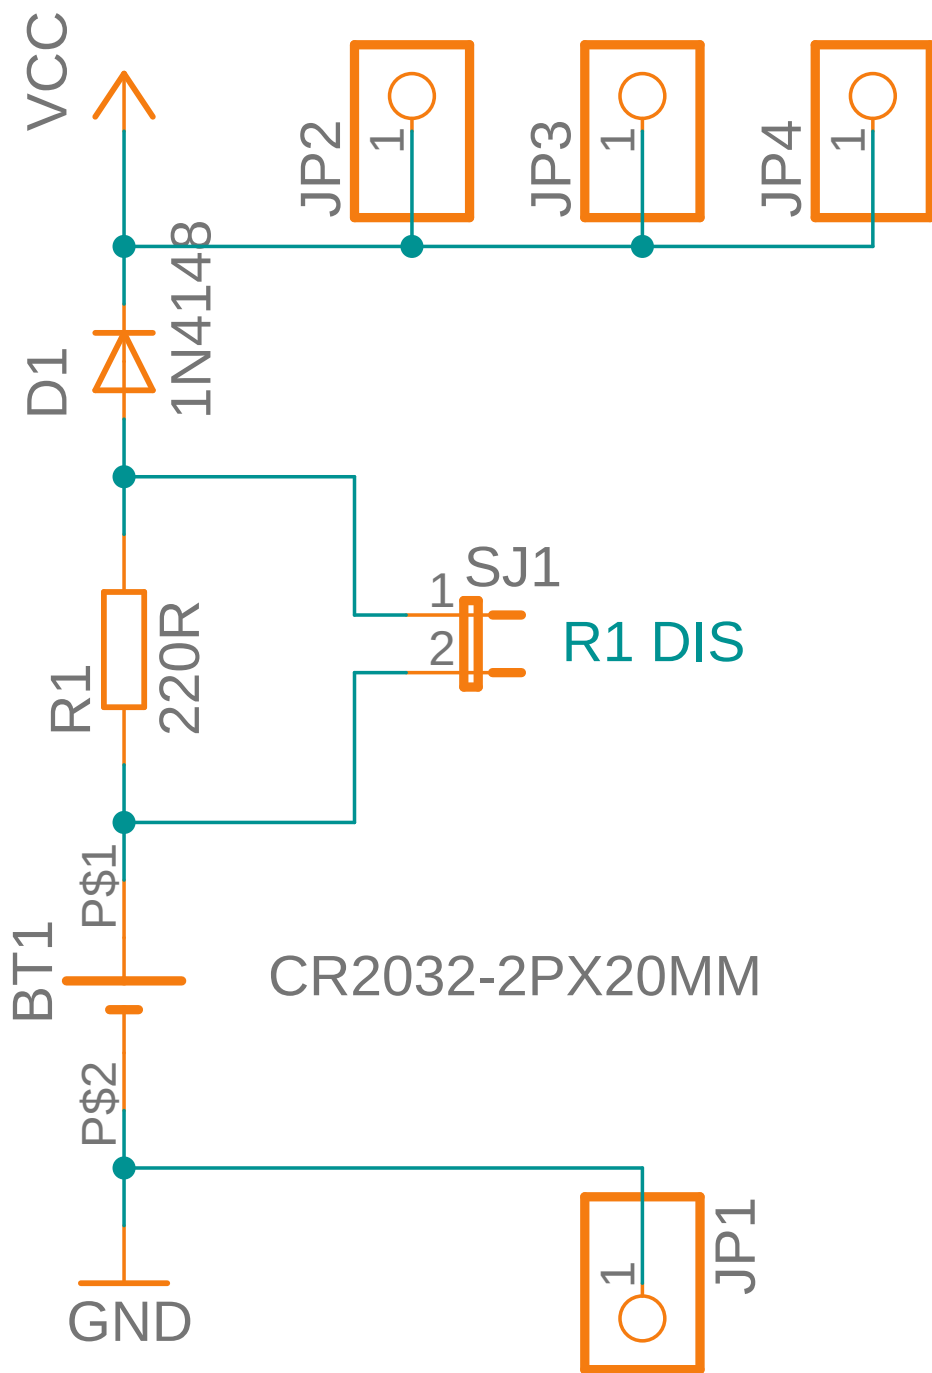 VCC
JP2
1
JP3
1
JP4
1
D1
1N4148
SJ1
1
2
R1 DIS
R1
220R
P$1
BT1
CR2032-2PX20MM
P$2
GND
1
JP1